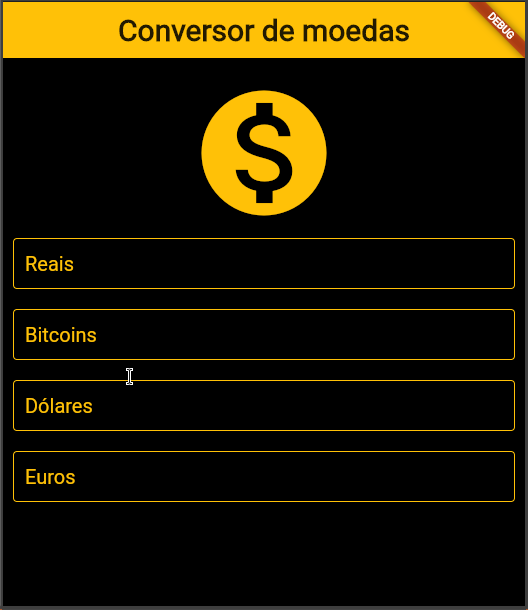 Conversor de moedas
DEBUG
$
Reais
Bitcoins
Dólares
Euros